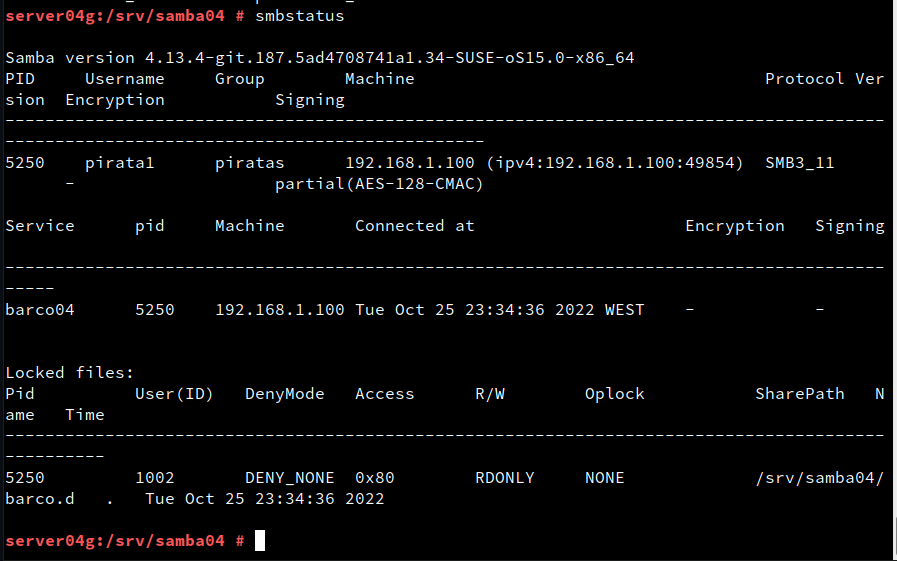 server04g:/srv/samba04 # smbstatus
Samba version 4.13.4-git.187.5ad4708741a1.34-SUSE-oS15.0-x86_64
PID     Username     Group        Machine                                   Protocol Ver
sion  Encryption           Signing
----------------------------------------------------------------------------------------
------------------------------------------------
5250    pirata1      piratas      192.168.1.100 (ipv4:192.168.1.100:49854)  SMB3_11
      -                    partial(AES-128-CMAC)
Service      pid     Machine       Connected at                     Encryption   Signing
----------------------------------------------------------------------------------------
-----
barco04      5250    192.168.1.100 Tue Oct 25 23:34:36 2022 WEST    -            -
Locked files:
Pid          User(ID)   DenyMode   Access      R/W        Oplock           SharePath   N
ame   Time
----------------------------------------------------------------------------------------
----------
5250         1002       DENY_NONE  0x80        RDONLY     NONE             /srv/samba04/
barco.d   .   Tue Oct 25 23:34:36 2022
server04g:/srv/samba04 #